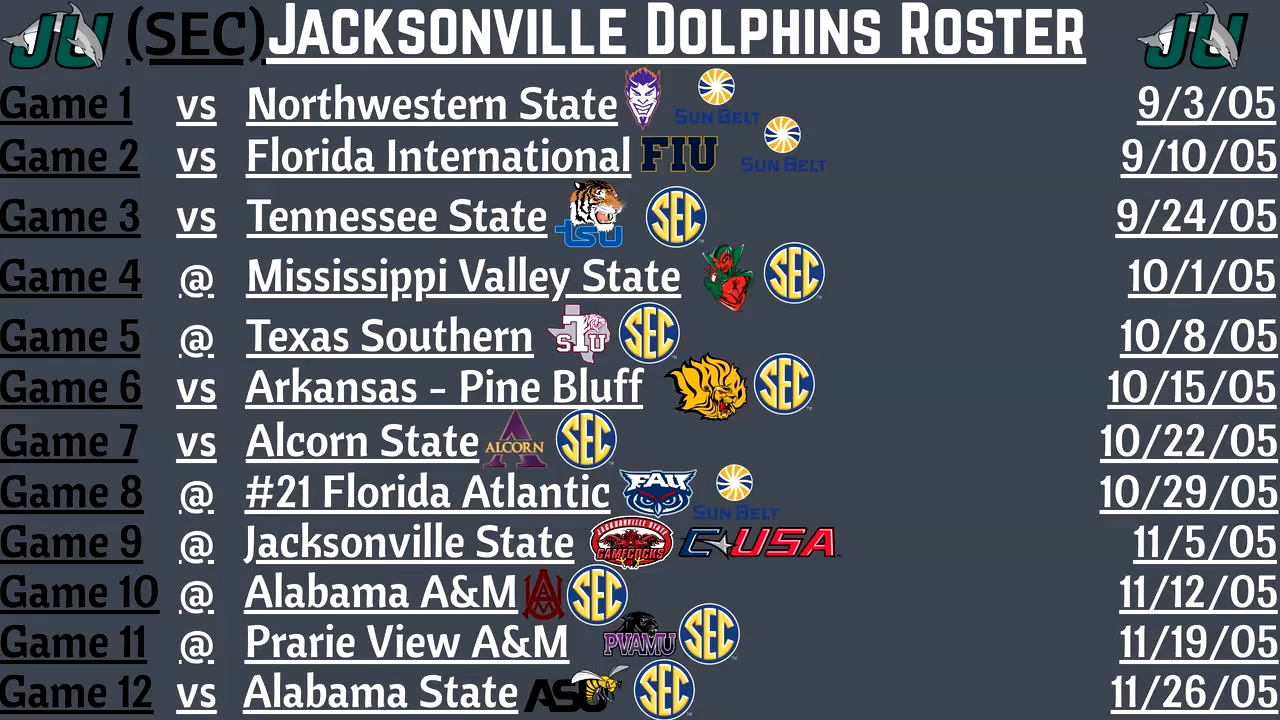 JU (SEC) JACKSONVILLE DOLPHINS ROSTER JU
Game 1 vs Northwestern State SUN BELT 9/3/05
Game 2 vs Florida International FIU SUN BELT 9/10/05
Game 3 vs Tennessee State tsu SEC 9/24/05
Game 4 @ Mississippi Valley State SEC 10/1/05
Game 5 @ Texas Southern TSU SEC 10/8/05
Game 6 vs Arkansas - Pine Bluff SEC 10/15/05
Game 7 vs Alcorn State A ALCORN SEC 10/22/05
Game 8 @ #21 Florida Atlantic FAU SUN BELT 10/29/05
Game 9 @ Jacksonville State JACKSONVILLE STATE GAMECOCKS C USA 11/5/05
Game 10 @ Alabama A&M AM SEC 11/12/05
Game 11 @ Prarie View A&M PVAMU SEC 11/19/05
Game 12 vs Alabama State ASU SEC 11/26/05